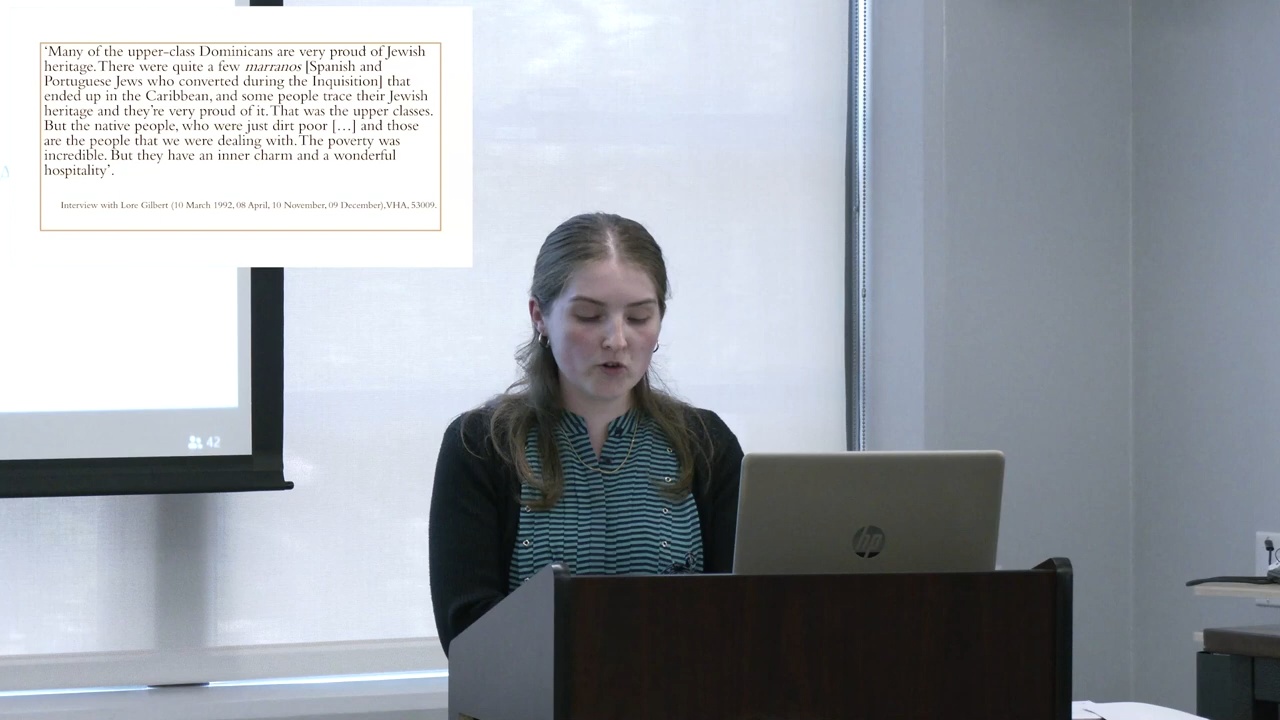 ‘Many of the upper-class Dominicans are very proud of Jewish
heritage. There were quite a few marranos [Spanish and
Portuguese Jews who converted during the Inquisition] that
ended up in the Caribbean, and some people trace their Jewish
heritage and they’re very proud of it. That was the upper classes.
But the native people, who were just dirt poor […] and those
are the people that we were dealing with. The poverty was
incredible. But they have an inner charm and a wonderful
hospitality’.
Interview with Lore Gilbert (10 March 1992, 08 April, 10 November, 09 December), VHA, 53009.
42
hp